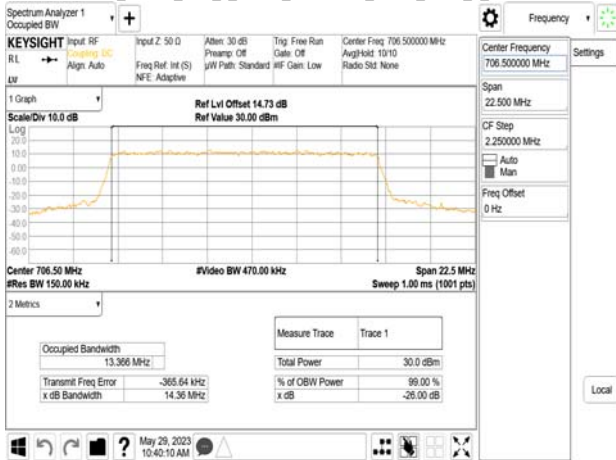 Spectrum Analyzer 1
Occupied BW
Frequency
KEYSIGHT
Input: RF
Coupling: DC
Align: Auto
RL
LXI
Input Z: 50 Ω
Freq Ref: Int (S)
NFE: Adaptive
Atten: 30 dB
Preamp: Off
µW Path: Standard
Trig: Free Run
Gate: Off
#IF Gain: Low
Center Freq: 706.500000 MHz
Avg|Hold: 10/10
Radio Std: None
Center Frequency
706.500000 MHz
Settings
Span
22.500 MHz
CF Step
2.250000 MHz
Auto
Man
Freq Offset
0 Hz
Local
1 Graph
Scale/Div 10.0 dB
Ref Lvl Offset 14.73 dB
Ref Value 30.00 dBm
Log
20.0
10.0
0.00
-10.0
-20.0
-30.0
-40.0
-50.0
-60.0
Center 706.50 MHz
#Res BW 150.00 kHz
#Video BW 470.00 kHz
Span 22.5 MHz
Sweep 1.00 ms (1001 pts)
2 Metrics
Measure Trace Trace 1
Occupied Bandwidth
13.366 MHz
Total Power 30.0 dBm
Transmit Freq Error -365.64 kHz
% of OBW Power 99.00 %
x dB Bandwidth 14.36 MHz
x dB -26.00 dB
May 29, 2023
10:40:10 AM